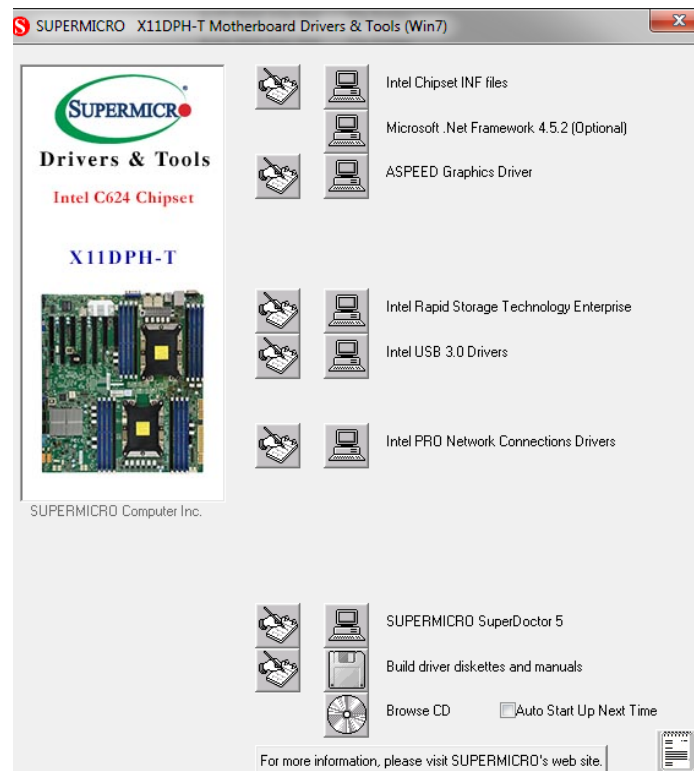 SUPERMICRO X11DPH-T Motherboard Drivers & Tools (Win7)
SUPERMICRO
Drivers & Tools
Intel C624 Chipset
X11DPH-T
SUPERMICRO Computer Inc.
Intel Chipset INF files
Microsoft .Net Framework 4.5.2 (Optional)
ASPEED Graphics Driver
Intel Rapid Storage Technology Enterprise
Intel USB 3.0 Drivers
Intel PRO Network Connections Drivers
SUPERMICRO SuperDoctor 5
Build driver diskettes and manuals
Browse CD
Auto Start Up Next Time
For more information, please visit SUPERMICRO's web site.